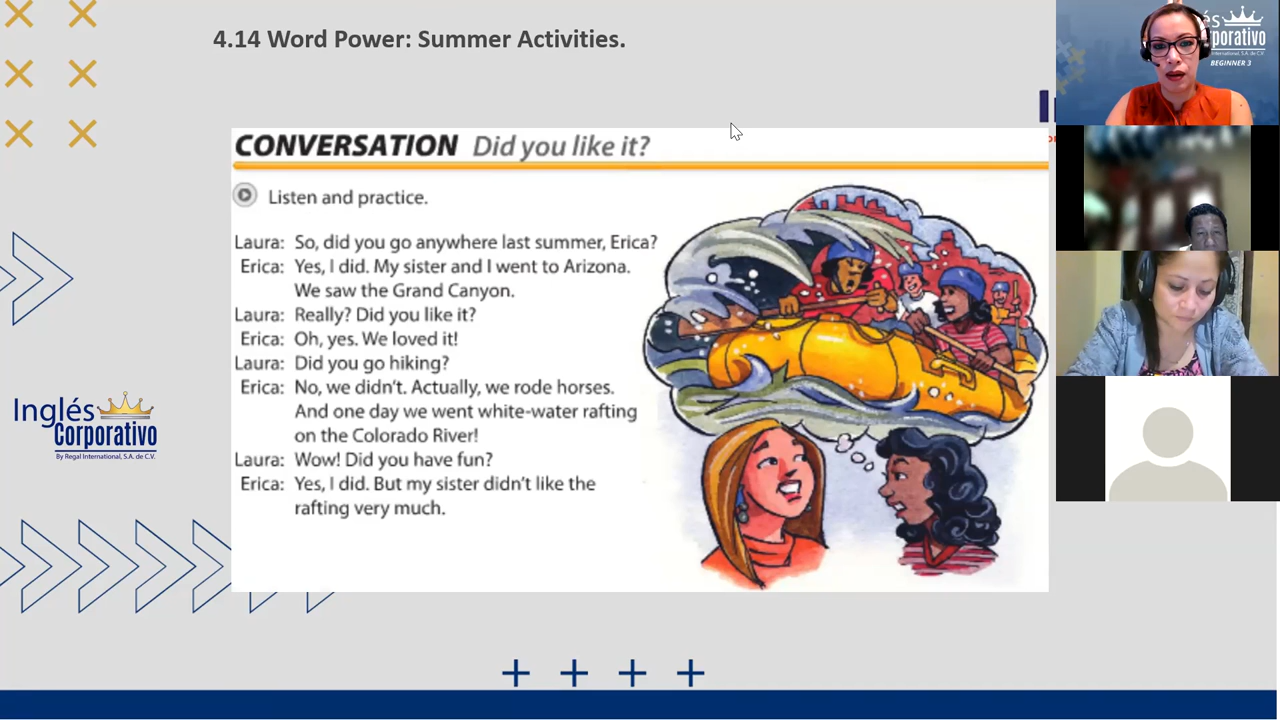 4.14 Word Power: Summer Activities.
CONVERSATION Did you like it?
Listen and practice.
Laura: So, did you go anywhere last summer, Erica?
Erica: Yes, I did. My sister and I went to Arizona.
We saw the Grand Canyon.
Laura: Really? Did you like it?
Erica: Oh, yes. We loved it!
Laura: Did you go hiking?
Erica: No, we didn't. Actually, we rode horses.
And one day we went white-water rafting
on the Colorado River!
Laura: Wow! Did you have fun?
Erica: Yes, I did. But my sister didn't like the
rafting very much.
Inglés
Corporativo
By Regal International, S.A. de C.V.
BEGINNER 3